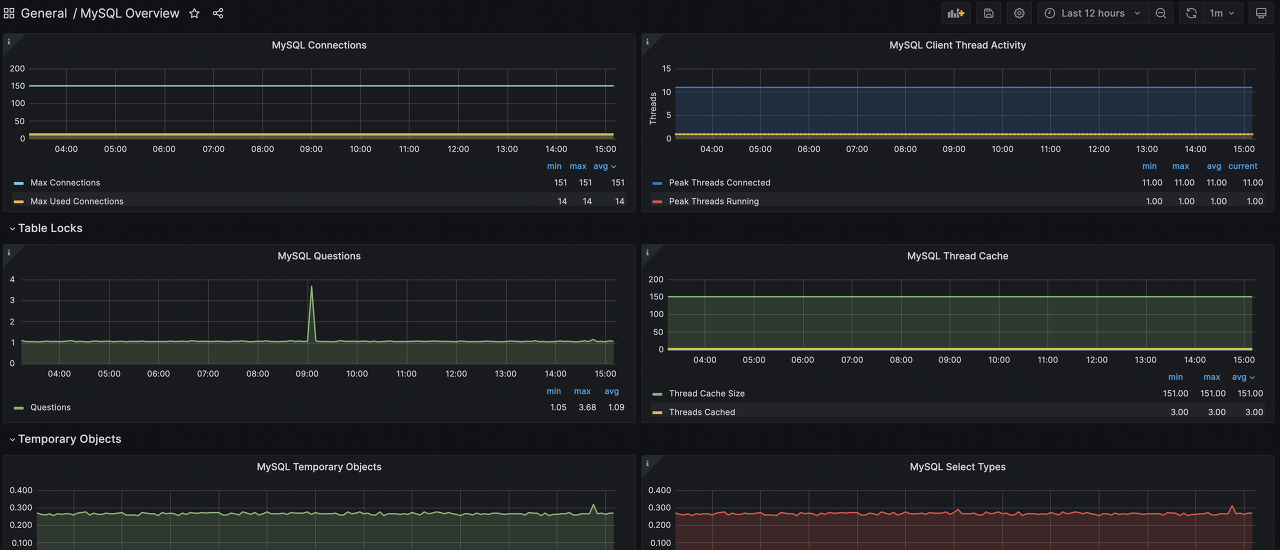 General / MySQL Overview
Last 12 hours
1m
MySQL Connections
200
150
100
50
0
04:00 05:00 06:00 07:00 08:00 09:00 10:00 11:00 12:00 13:00 14:00 15:00
min max avg
Max Connections 151 151 151
Max Used Connections 14 14 14
MySQL Client Thread Activity
Threads
15
10
5
0
04:00 05:00 06:00 07:00 08:00 09:00 10:00 11:00 12:00 13:00 14:00 15:00
min max avg current
Peak Threads Connected 11.00 11.00 11.00 11.00
Peak Threads Running 1.00 1.00 1.00 1.00
Table Locks
MySQL Questions
4
3
2
1
0
04:00 05:00 06:00 07:00 08:00 09:00 10:00 11:00 12:00 13:00 14:00 15:00
min max avg
Questions 1.05 3.68 1.09
MySQL Thread Cache
200
150
100
50
0
04:00 05:00 06:00 07:00 08:00 09:00 10:00 11:00 12:00 13:00 14:00 15:00
min max avg
Thread Cache Size 151.00 151.00 151.00
Threads Cached 3.00 3.00 3.00
Temporary Objects
MySQL Temporary Objects
0.400
0.300
0.200
0.100
MySQL Select Types
0.400
0.300
0.200
0.100